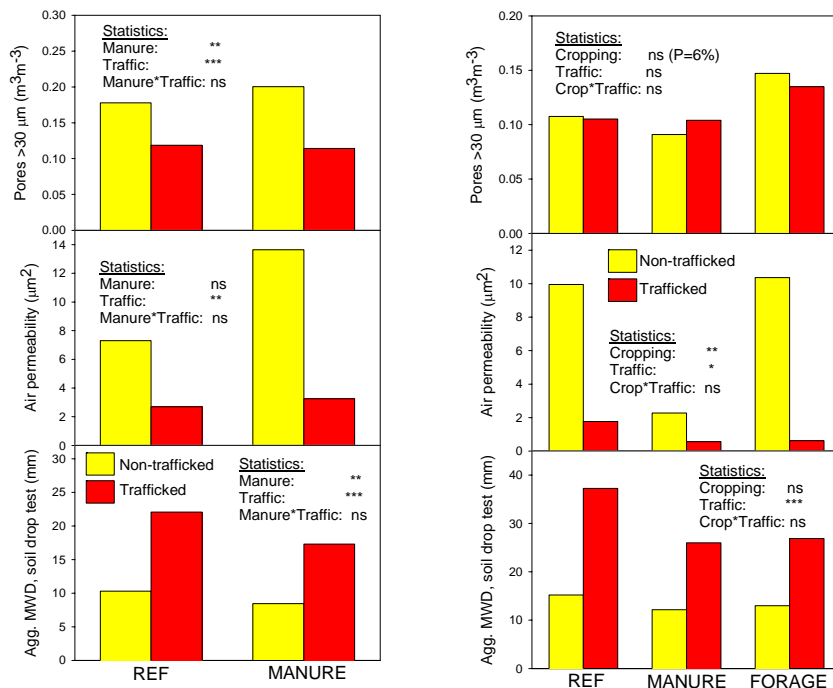 0.30
0.25
0.20
0.15
0.10
0.05
0.00
Pores >30 μm (m³m-³)
Statistics:
Manure: **
Traffic: ***
Manure*Traffic: ns
14
12
10
8
6
4
2
0
Air permeability (μm²)
Statistics:
Manure: ns
Traffic: **
Manure*Traffic: ns
30
25
20
15
10
5
0
Agg. MWD, soil drop test (mm)
Non-trafficked
Trafficked
Statistics:
Manure: **
Traffic: ***
Manure*Traffic: ns
REF MANURE
0.20
0.15
0.10
0.05
0.00
Pores >30 μm (m³m-³)
Statistics:
Cropping: ns (P=6%)
Traffic: ns
Crop*Traffic: ns
12
10
8
6
4
2
0
Air permeability (μm²)
Non-trafficked
Trafficked
Statistics:
Cropping: **
Traffic: *
Crop*Traffic: ns
40
30
20
10
0
Agg. MWD, soil drop test (mm)
Statistics:
Cropping: ns
Traffic: ***
Crop*Traffic: ns
REF MANURE FORAGE